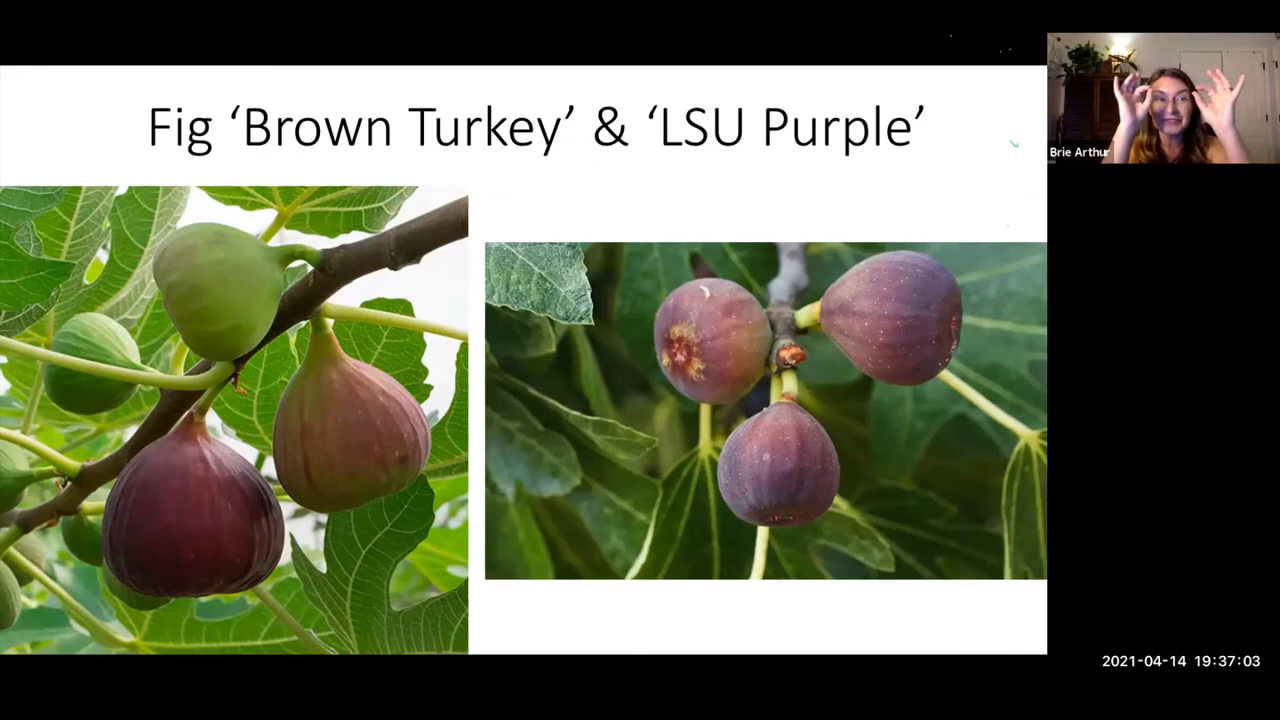 Fig ‘Brown Turkey’ & ‘LSU Purple’
Brie Arthur
2021-04-14 19:37:03